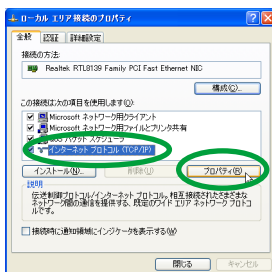 ローカル エリア接続のプロパティ
全般 認証 詳細設定
接続の方法:
Realtek RTL8139 Family PCI Fast Ethernet NIC
構成(C)...
この接続は次の項目を使用します(O):
Microsoft ネットワーク用クライアント
Microsoft ネットワーク用ファイルとプリンタ共有
QoS パケット スケジューラ
インターネット プロトコル (TCP/IP)
インストール(N)... 削除(U) プロパティ(R)
説明
伝送制御プロトコル/インターネット プロトコル。相互接続されたさまざまな
ネットワーク間の通信を提供する、既定のワイド エリア ネットワーク プロトコ
ルです。
接続時に通知領域にインジケータを表示する(W)
閉じる キャンセル